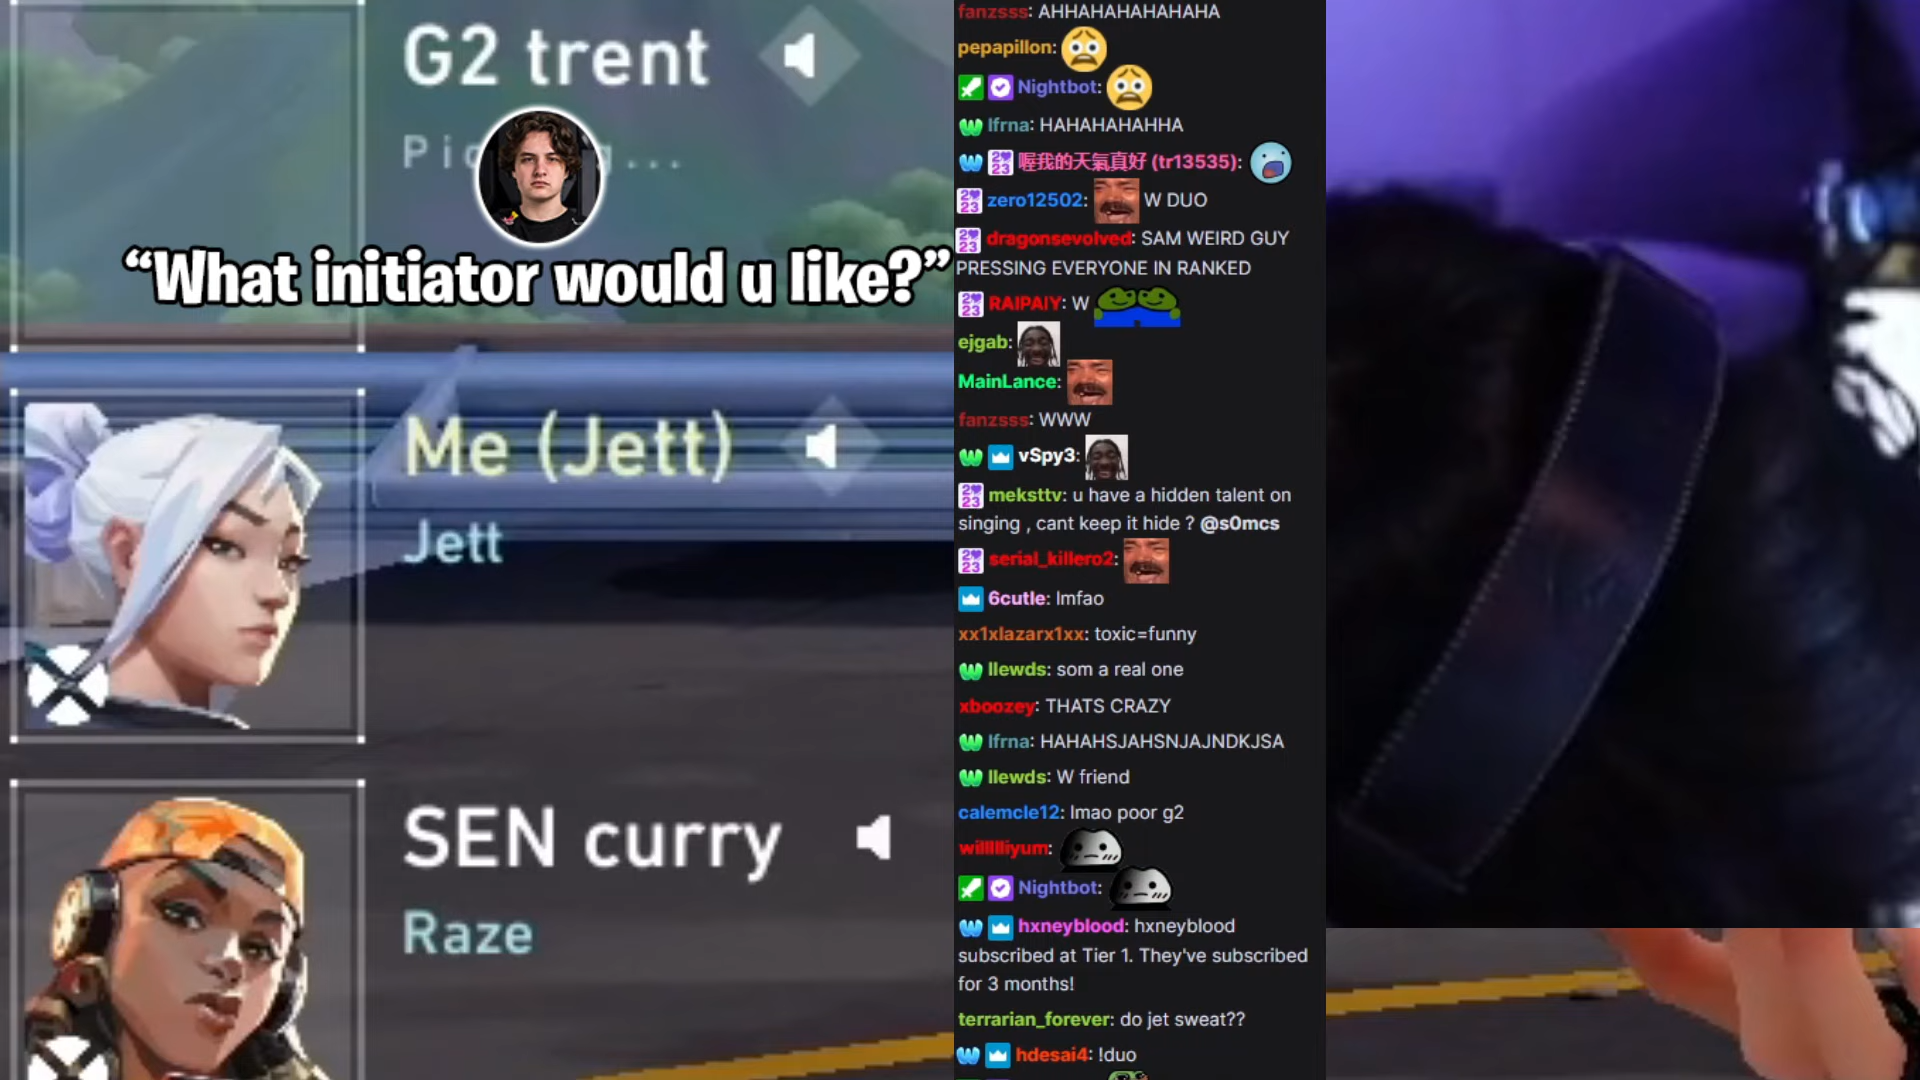 G2 trent
“What initiator would u like?”
Me (Jett)
Jett
SEN curry
Raze
fanzsss: AHHAHAHAHAHAHA
pepapillon:
Nightbot:
lfrna: HAHAHAHAHHA
喔我的天氣真好 (tr13535):
zero12502: W DUO
dragonsevolved: SAM WEIRD GUY
PRESSING EVERYONE IN RANKED
RAIPAIY: W
ejgab:
MainLance:
fanzsss: WWW
vSpy3:
meksttv: u have a hidden talent on
singing , cant keep it hide ? @s0mcs
serial_killero2:
6cutle: lmfao
xx1xlazarx1xx: toxic=funny
llewds: som a real one
xboozey: THATS CRAZY
lfrna: HAHAHSJAHSNJAJNDKJSA
llewds: W friend
calemcle12: lmao poor g2
Nightbot:
hxneyblood: hxneyblood
subscribed at Tier 1. They've subscribed
for 3 months!
terrarian_forever: do jet sweat??
hdesai4: !duo